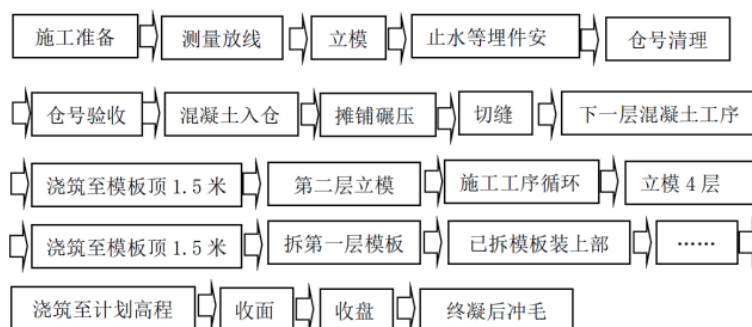 施工准备 测量放线 立模 止水等埋件安 仓号清理
仓号验收 混凝土入仓 摊铺碾压 切缝 下一层混凝土工序
浇筑至模板顶 1.5 米 第二层立模 施工工序循环 立模 4 层
浇筑至模板顶 1.5 米 拆第一层模板 已拆模板装上部 ……
浇筑至计划高程 收面 收盘 终凝后冲毛